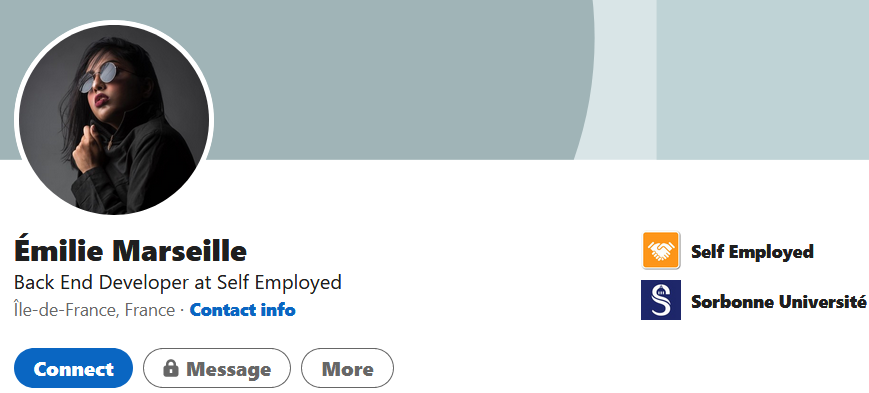 Émilie Marseille
Back End Developer at Self Employed
Île-de-France, France · Contact info
Connect
Message
More
Self Employed
Sorbonne Université